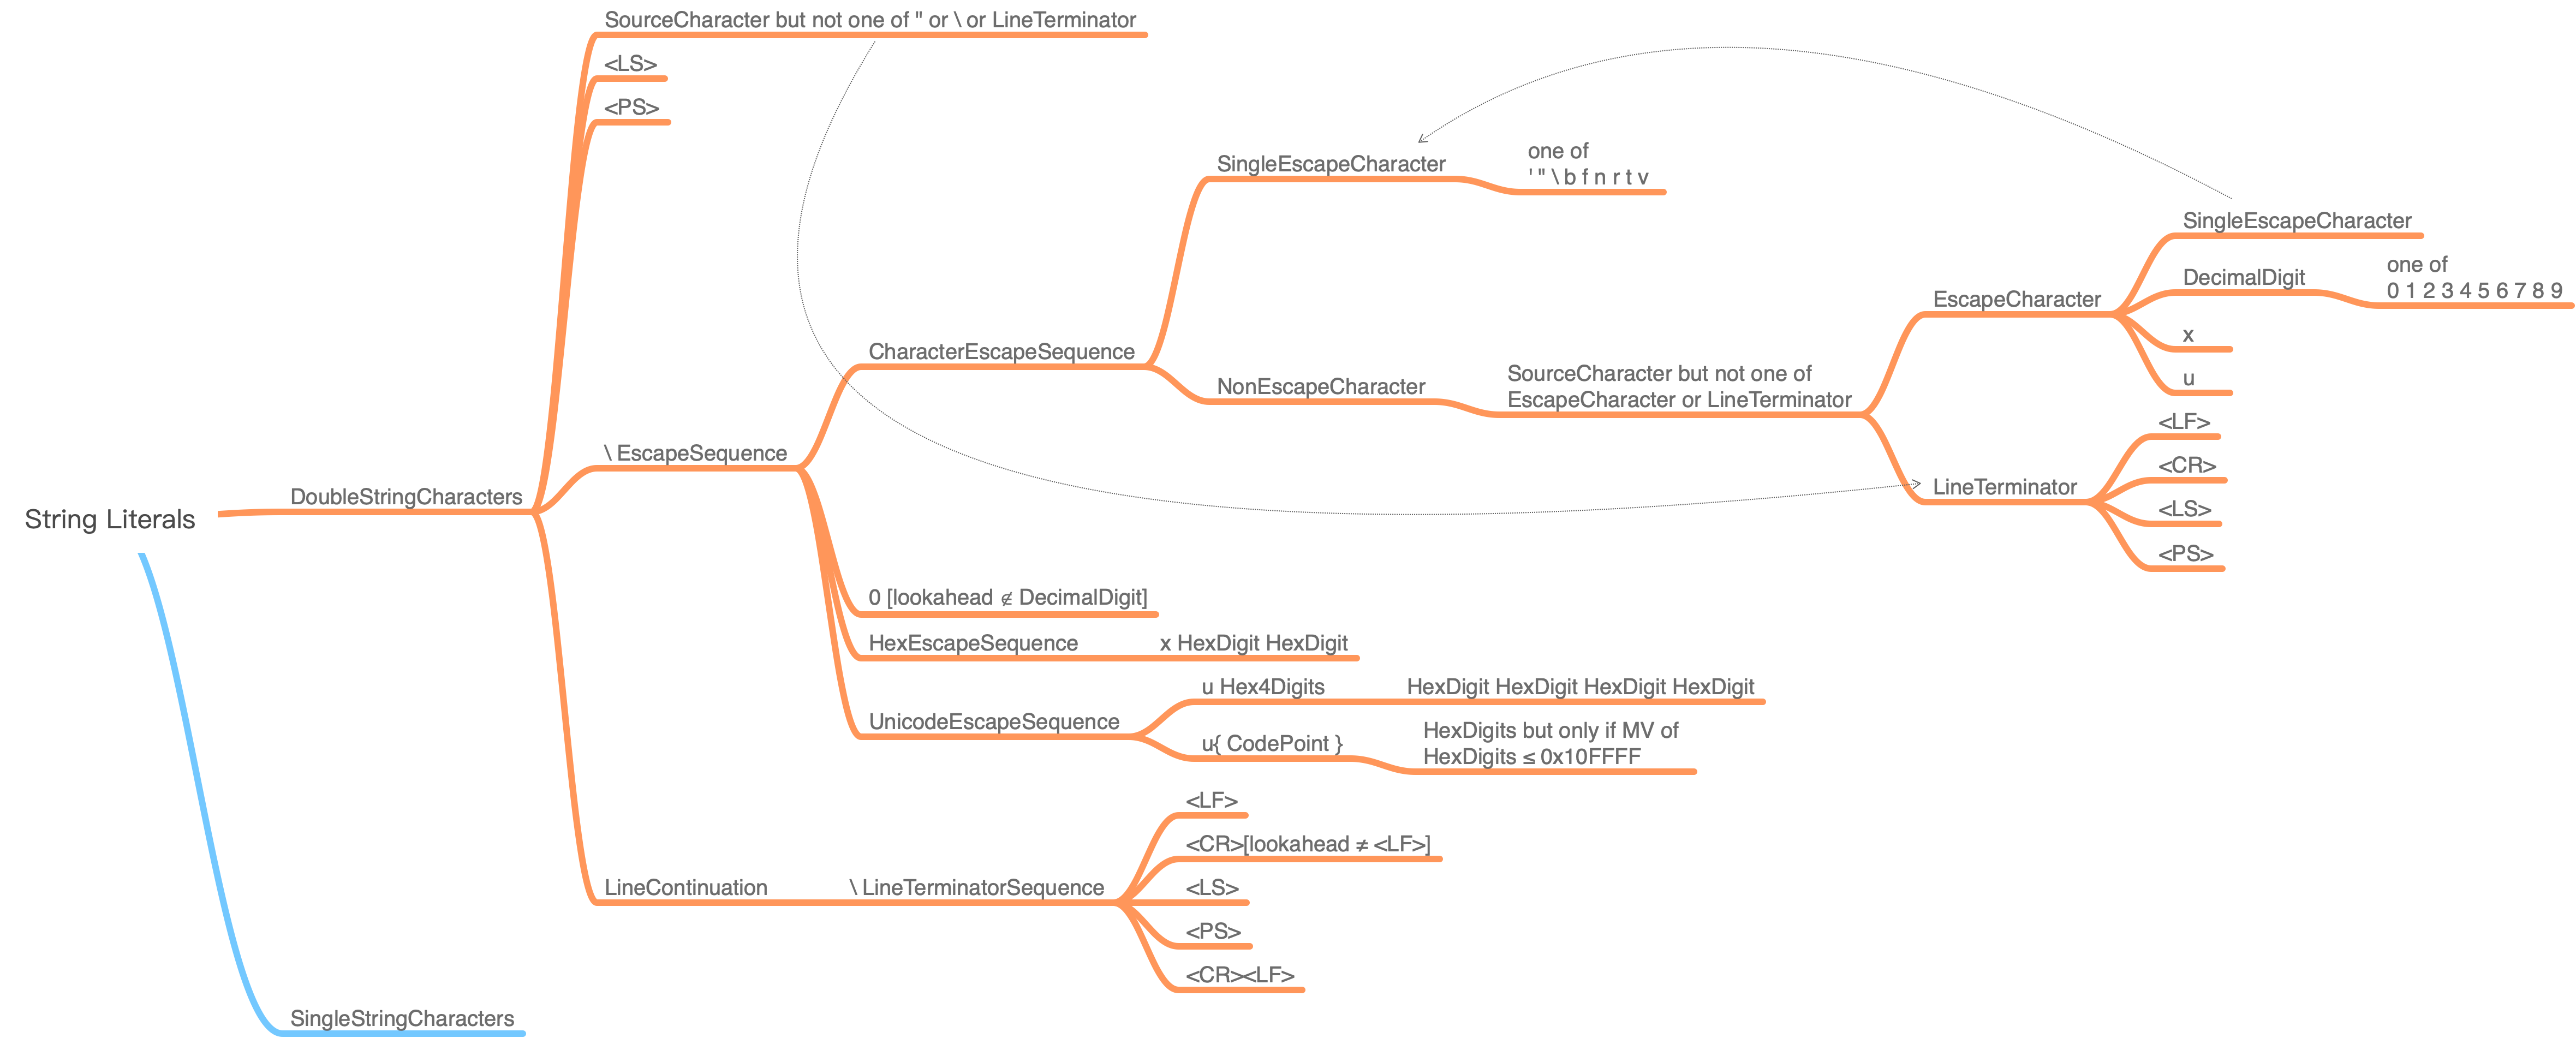 String Literals
DoubleStringCharacters
SourceCharacter but not one of " or \ or LineTerminator
<LS>
<PS>
\ EscapeSequence
CharacterEscapeSequence
SingleEscapeCharacter
one of
' " \ b f n r t v
NonEscapeCharacter
SourceCharacter but not one of
EscapeCharacter or LineTerminator
EscapeCharacter
SingleEscapeCharacter
DecimalDigit
one of
0 1 2 3 4 5 6 7 8 9
x
u
LineTerminator
<LF>
<CR>
<LS>
<PS>
0 [lookahead ∉ DecimalDigit]
HexEscapeSequence
x HexDigit HexDigit
UnicodeEscapeSequence
u Hex4Digits
HexDigit HexDigit HexDigit HexDigit
u{ CodePoint }
HexDigits but only if MV of
HexDigits ≤ 0x10FFFF
LineContinuation
\ LineTerminatorSequence
<LF>
<CR>[lookahead ≠ <LF>]
<LS>
<PS>
<CR><LF>
SingleStringCharacters